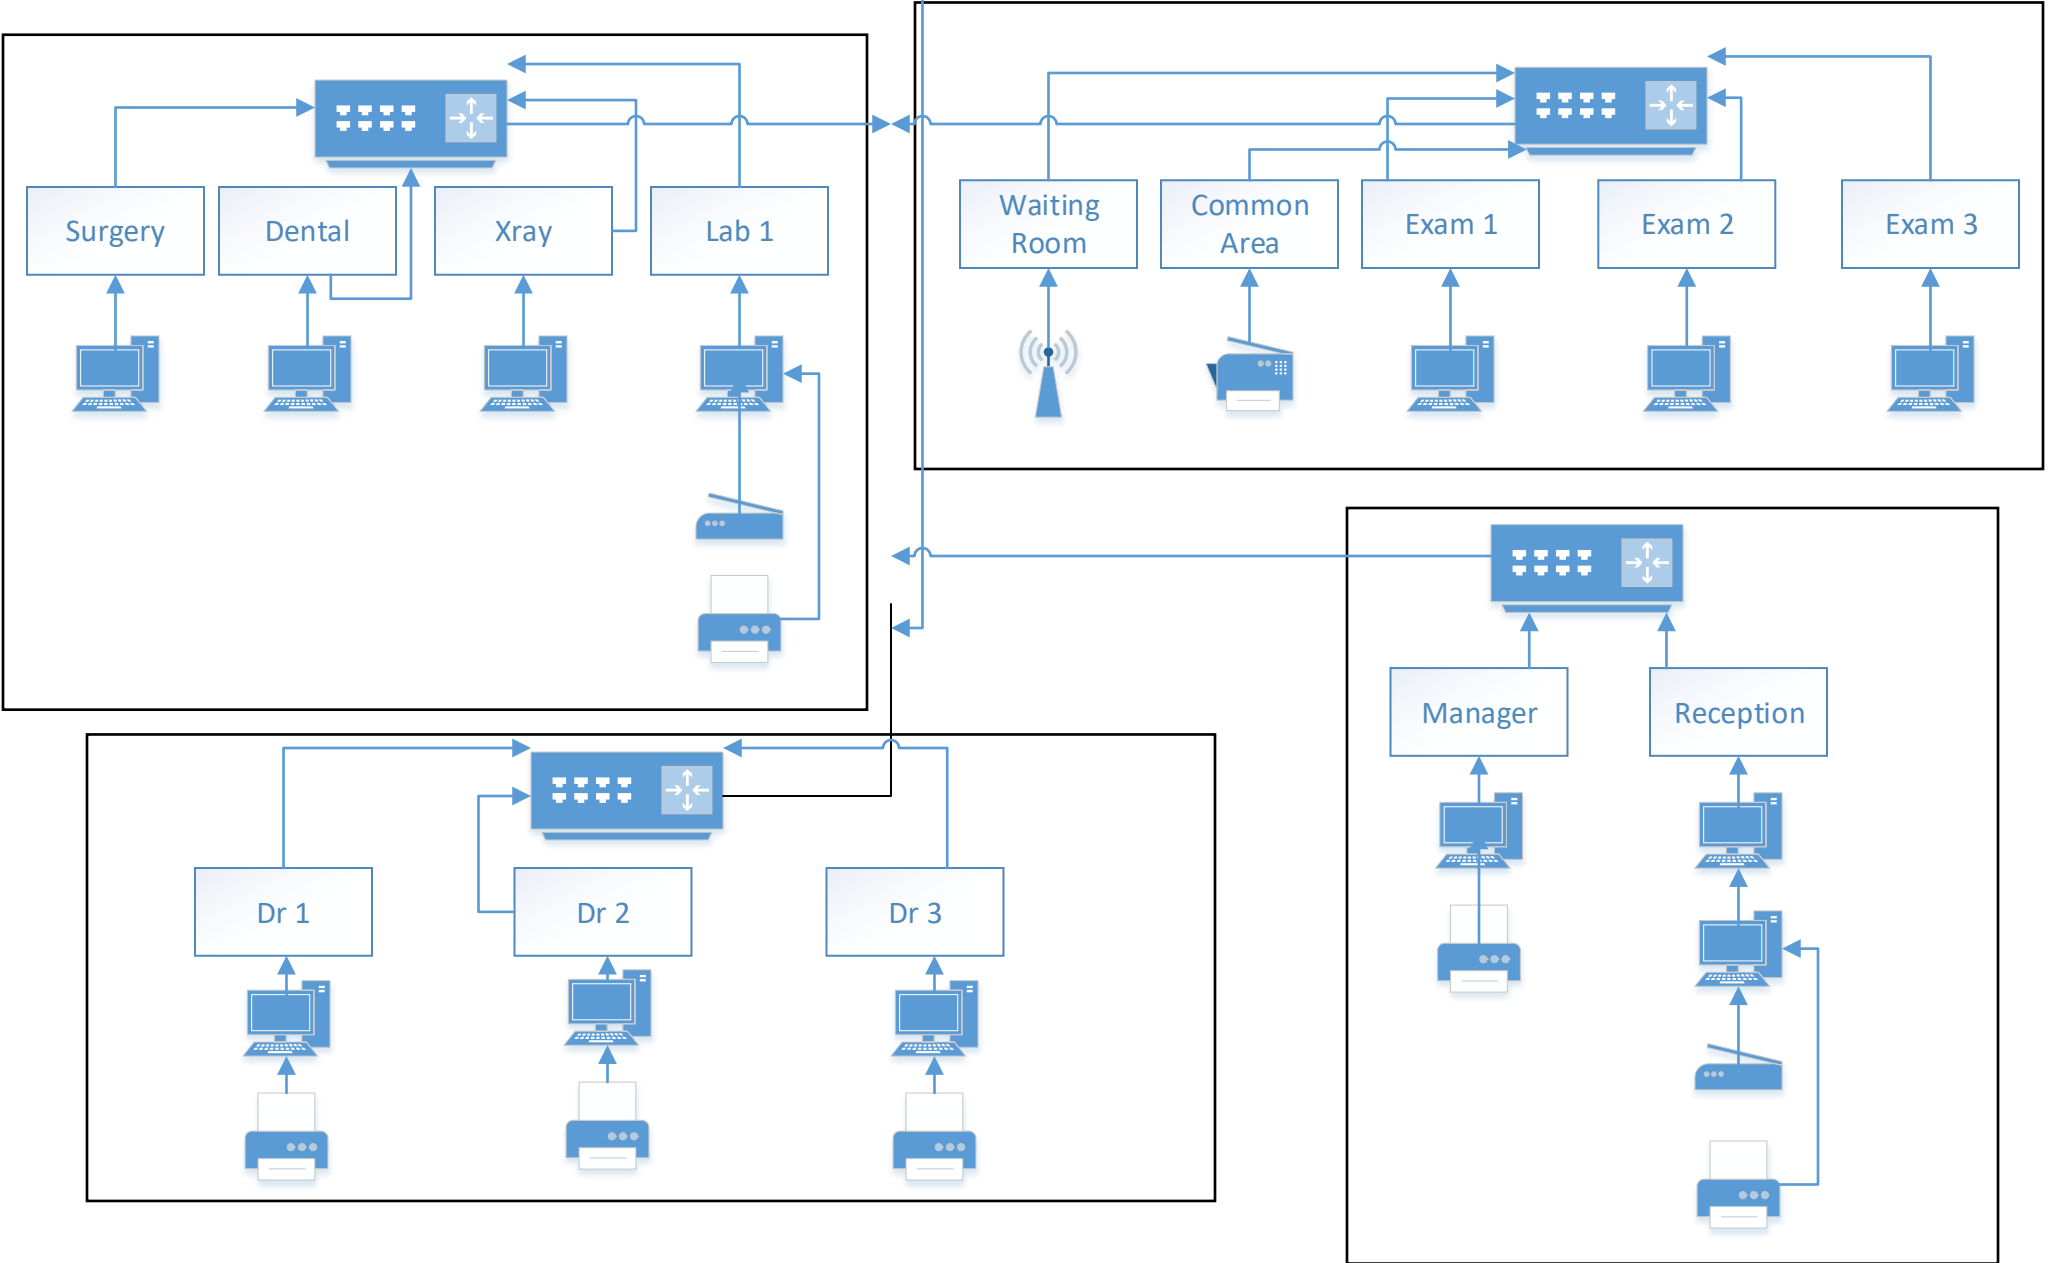 Surgery
Dental
Xray
Lab 1
Waiting
Room
Common
Area
Exam 1
Exam 2
Exam 3
Manager
Reception
Dr 1
Dr 2
Dr 3